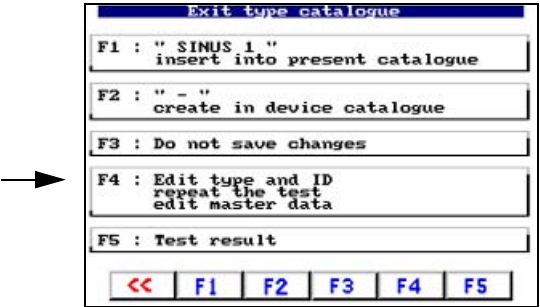 Exit type catalogue
F1 : " SINUS 1 "
insert into present catalogue
F2 : " - "
create in device catalogue
F3 : Do not save changes
F4 : Edit type and ID
repeat the test
edit master data
F5 : Test result
<< F1 F2 F3 F4 F5